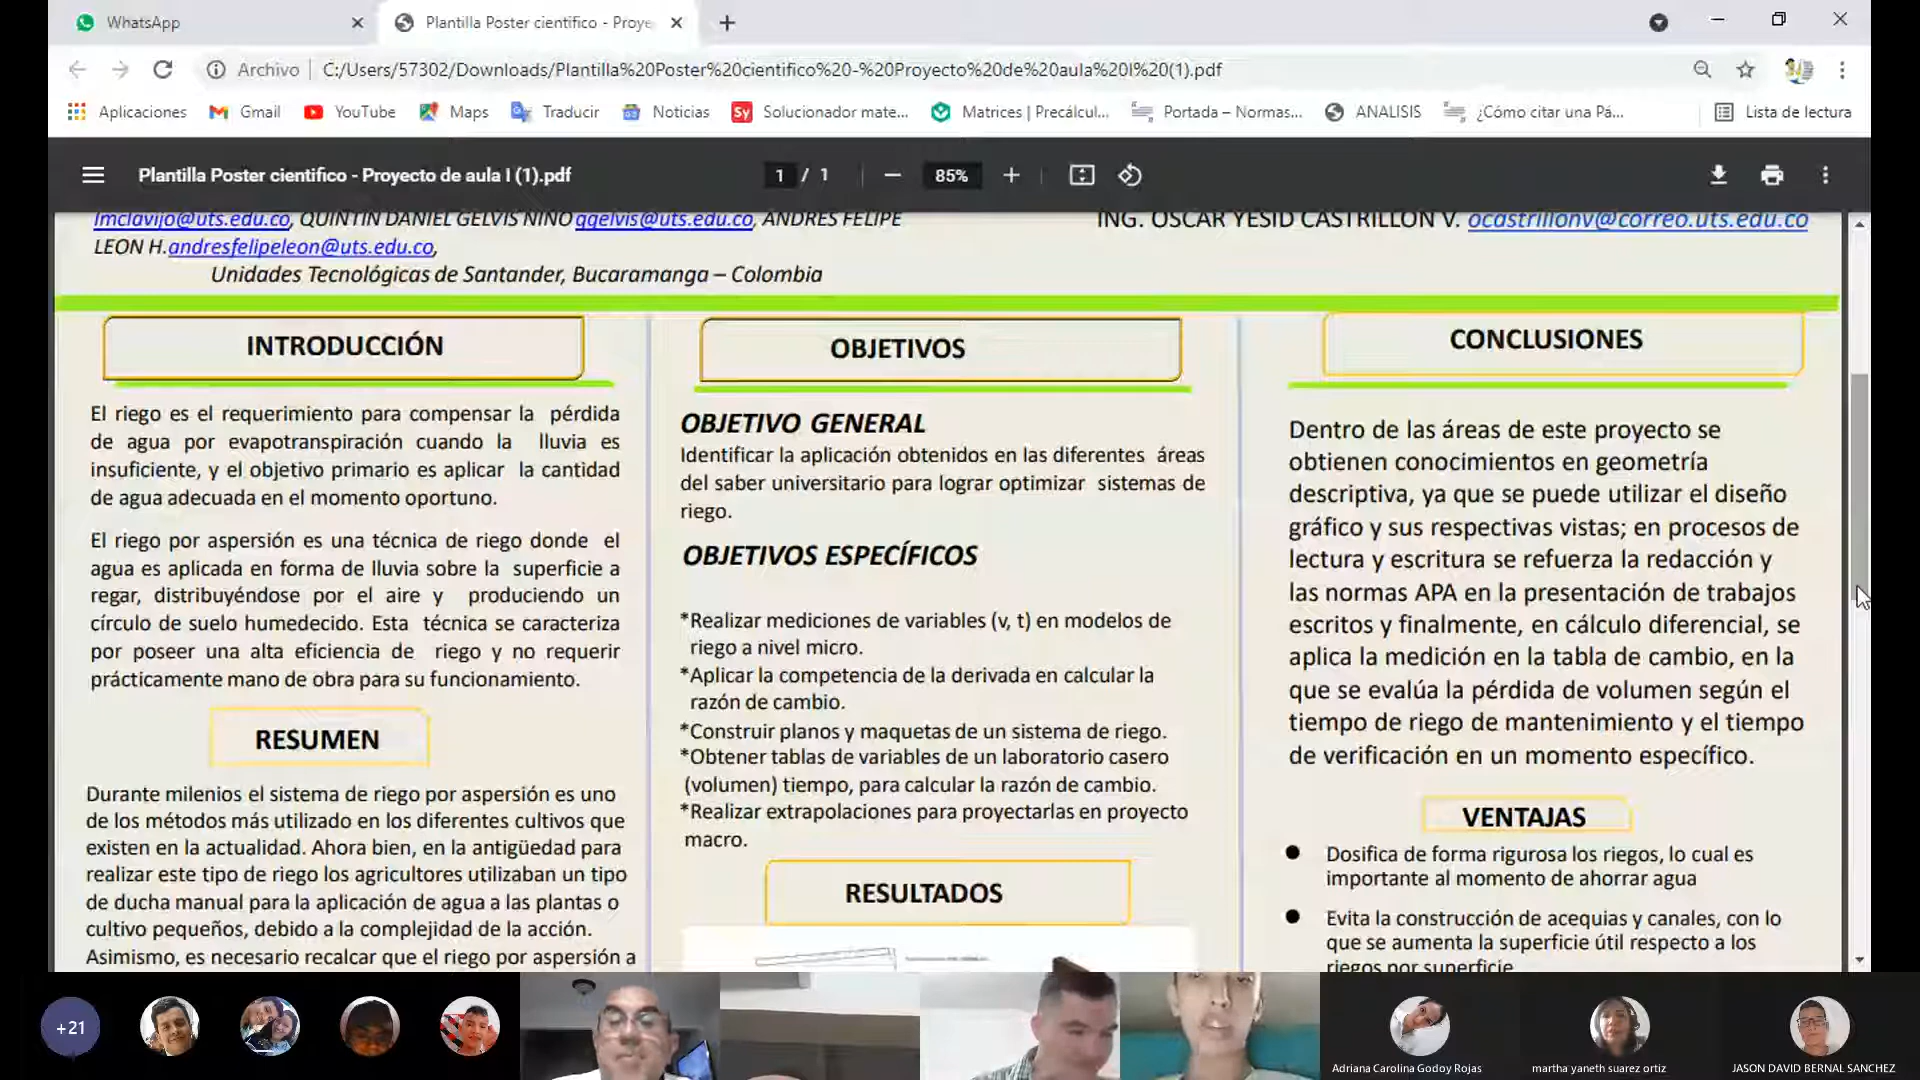 WhatsApp
Plantilla Poster cientifico - Proye
Archivo
C:/Users/57302/Downloads/Plantilla%20Poster%20cientifico%20-%20Proyecto%20de%20aula%20I%20(1).pdf
Aplicaciones
Gmail
YouTube
Maps
Traducir
Noticias
Sy
Solucionador mate...
Matrices | Precálcul...
Portada – Normas...
ANALISIS
¿Cómo citar una Pá...
Lista de lectura
Plantilla Poster cientifico - Proyecto de aula I (1).pdf
1 / 1
85%
lmclavijo@uts.edu.co, QUINTIN DANIEL GELVIS NIÑO qgelvis@uts.edu.co, ANDRES FELIPE
LEON H.andresfelipeleon@uts.edu.co,
Unidades Tecnológicas de Santander, Bucaramanga – Colombia
ING. OSCAR YESID CASTRILLON V. ocastrillonv@correo.uts.edu.co
INTRODUCCIÓN
El riego es el requerimiento para compensar la pérdida
de agua por evapotranspiración cuando la lluvia es
insuficiente, y el objetivo primario es aplicar la cantidad
de agua adecuada en el momento oportuno.
El riego por aspersión es una técnica de riego donde el
agua es aplicada en forma de lluvia sobre la superficie a
regar, distribuyéndose por el aire y produciendo un
círculo de suelo humedecido. Esta técnica se caracteriza
por poseer una alta eficiencia de riego y no requerir
prácticamente mano de obra para su funcionamiento.
RESUMEN
Durante milenios el sistema de riego por aspersión es uno
de los métodos más utilizado en los diferentes cultivos que
existen en la actualidad. Ahora bien, en la antigüedad para
realizar este tipo de riego los agricultores utilizaban un tipo
de ducha manual para la aplicación de agua a las plantas o
cultivo pequeños, debido a la complejidad de la acción.
Asimismo, es necesario recalcar que el riego por aspersión a
OBJETIVOS
OBJETIVO GENERAL
Identificar la aplicación obtenidos en las diferentes áreas
del saber universitario para lograr optimizar sistemas de
riego.
OBJETIVOS ESPECÍFICOS
*Realizar mediciones de variables (v, t) en modelos de
riego a nivel micro.
*Aplicar la competencia de la derivada en calcular la
razón de cambio.
*Construir planos y maquetas de un sistema de riego.
*Obtener tablas de variables de un laboratorio casero
(volumen) tiempo, para calcular la razón de cambio.
*Realizar extrapolaciones para proyectarlas en proyecto
macro.
RESULTADOS
CONCLUSIONES
Dentro de las áreas de este proyecto se
obtienen conocimientos en geometría
descriptiva, ya que se puede utilizar el diseño
gráfico y sus respectivas vistas; en procesos de
lectura y escritura se refuerza la redacción y
las normas APA en la presentación de trabajos
escritos y finalmente, en cálculo diferencial, se
aplica la medición en la tabla de cambio, en la
que se evalúa la pérdida de volumen según el
tiempo de riego de mantenimiento y el tiempo
de verificación en un momento específico.
VENTAJAS
Dosifica de forma rigurosa los riegos, lo cual es
importante al momento de ahorrar agua
Evita la construcción de acequias y canales, con lo
que se aumenta la superficie útil respecto a los
riegos por superficie
+21
Adriana Carolina Godoy Rojas
martha yaneth suarez ortiz
JASON DAVID BERNAL SANCHEZ